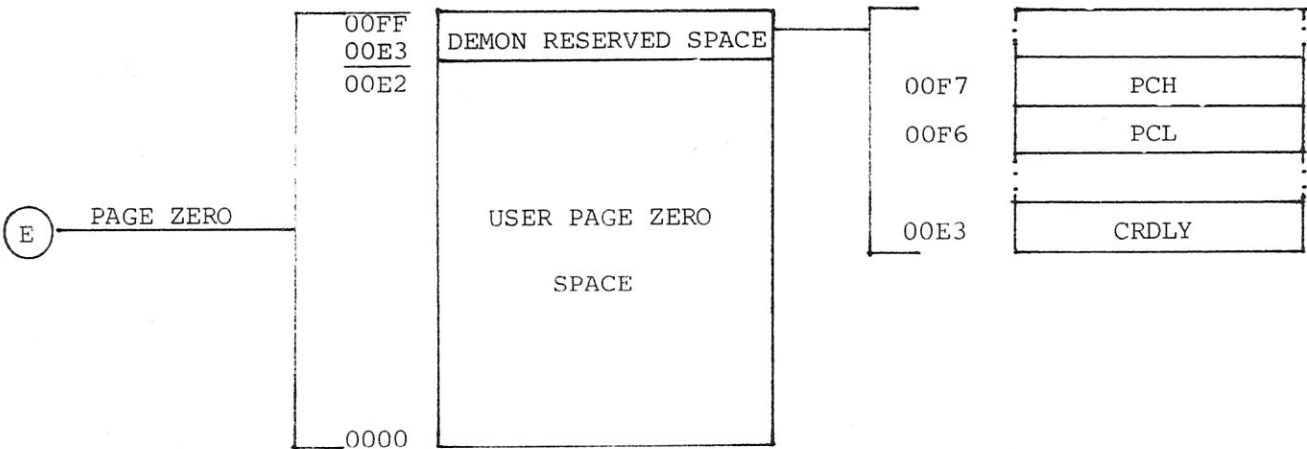 00FF
00E3
00E2
DEMON RESERVED SPACE
00F7 PCH
00F6 PCL
E
PAGE ZERO
USER PAGE ZERO
SPACE
00E3 CRDLY
0000